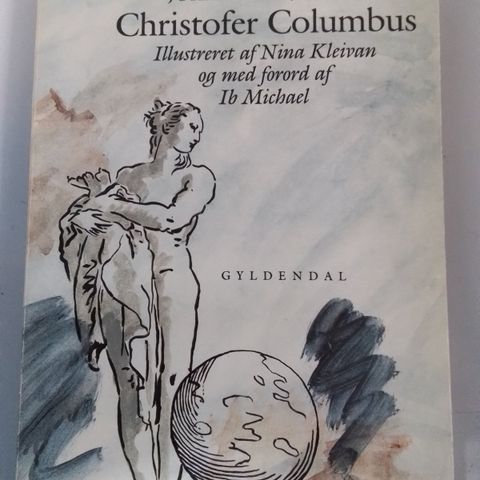 Christofer Columbus
Illustreret af Nina Kleivan
og med forord af
Ib Michael
GYLDENDAL